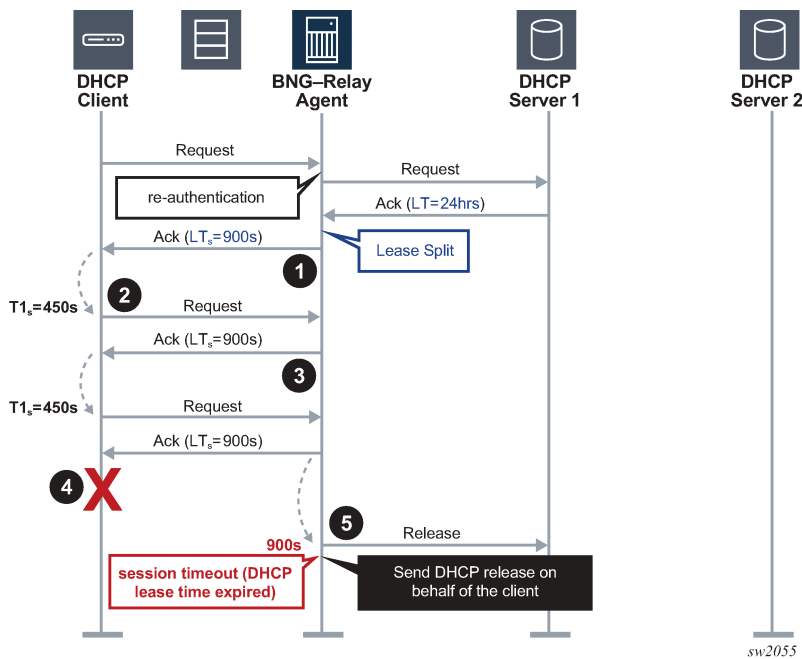 DHCP
Client
BNG–Relay
Agent
DHCP
Server 1
DHCP
Server 2
Request
Request
re-authentication
Ack (LT=24hrs)
Ack (LTs=900s)
Lease Split
1
2
T1s=450s
Request
Ack (LTs=900s)
3
T1s=450s
Request
Ack (LTs=900s)
4
X
5
Release
900s
session timeout (DHCP
lease time expired)
Send DHCP release on
behalf of the client
sw2055